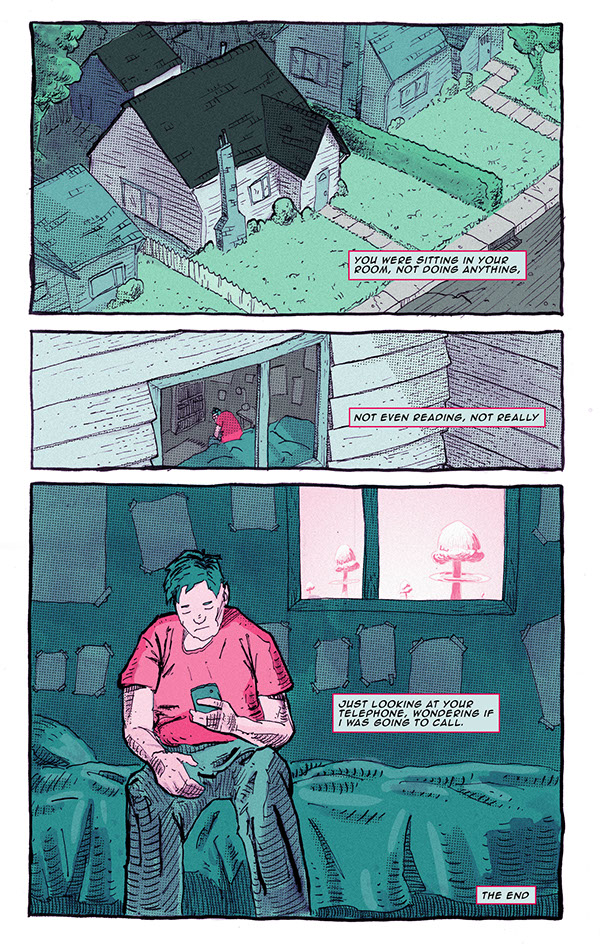 YOU WERE SITTING IN YOUR
ROOM, NOT DOING ANYTHING,
NOT EVEN READING, NOT REALLY
JUST LOOKING AT YOUR
TELEPHONE, WONDERING IF
I WAS GOING TO CALL.
THE END